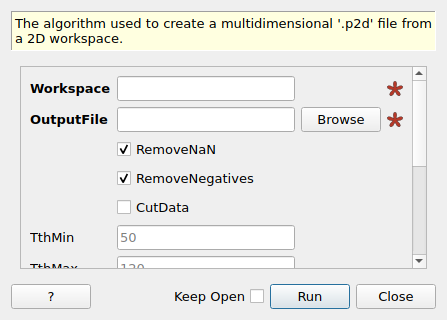 The algorithm used to create a multidimensional '.p2d' file from
a 2D workspace.
Workspace
OutputFile Browse
RemoveNaN
RemoveNegatives
CutData
TthMin 50
TthMax 120
? Keep Open Run Close